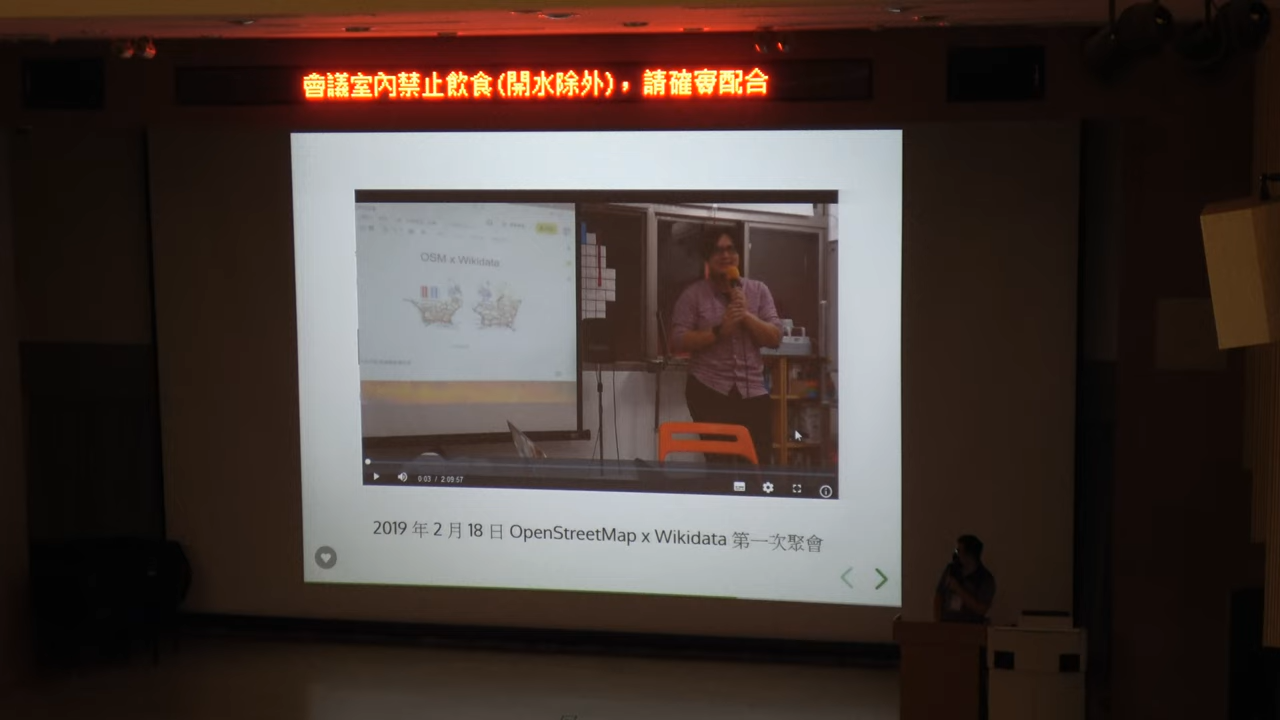 會議室內禁止飲食(開水除外)，請確實配合
OSM x Wikidata
0:03 / 2:09:57
2019 年 2 月 18 日 OpenStreetMap x Wikidata 第一次聚會